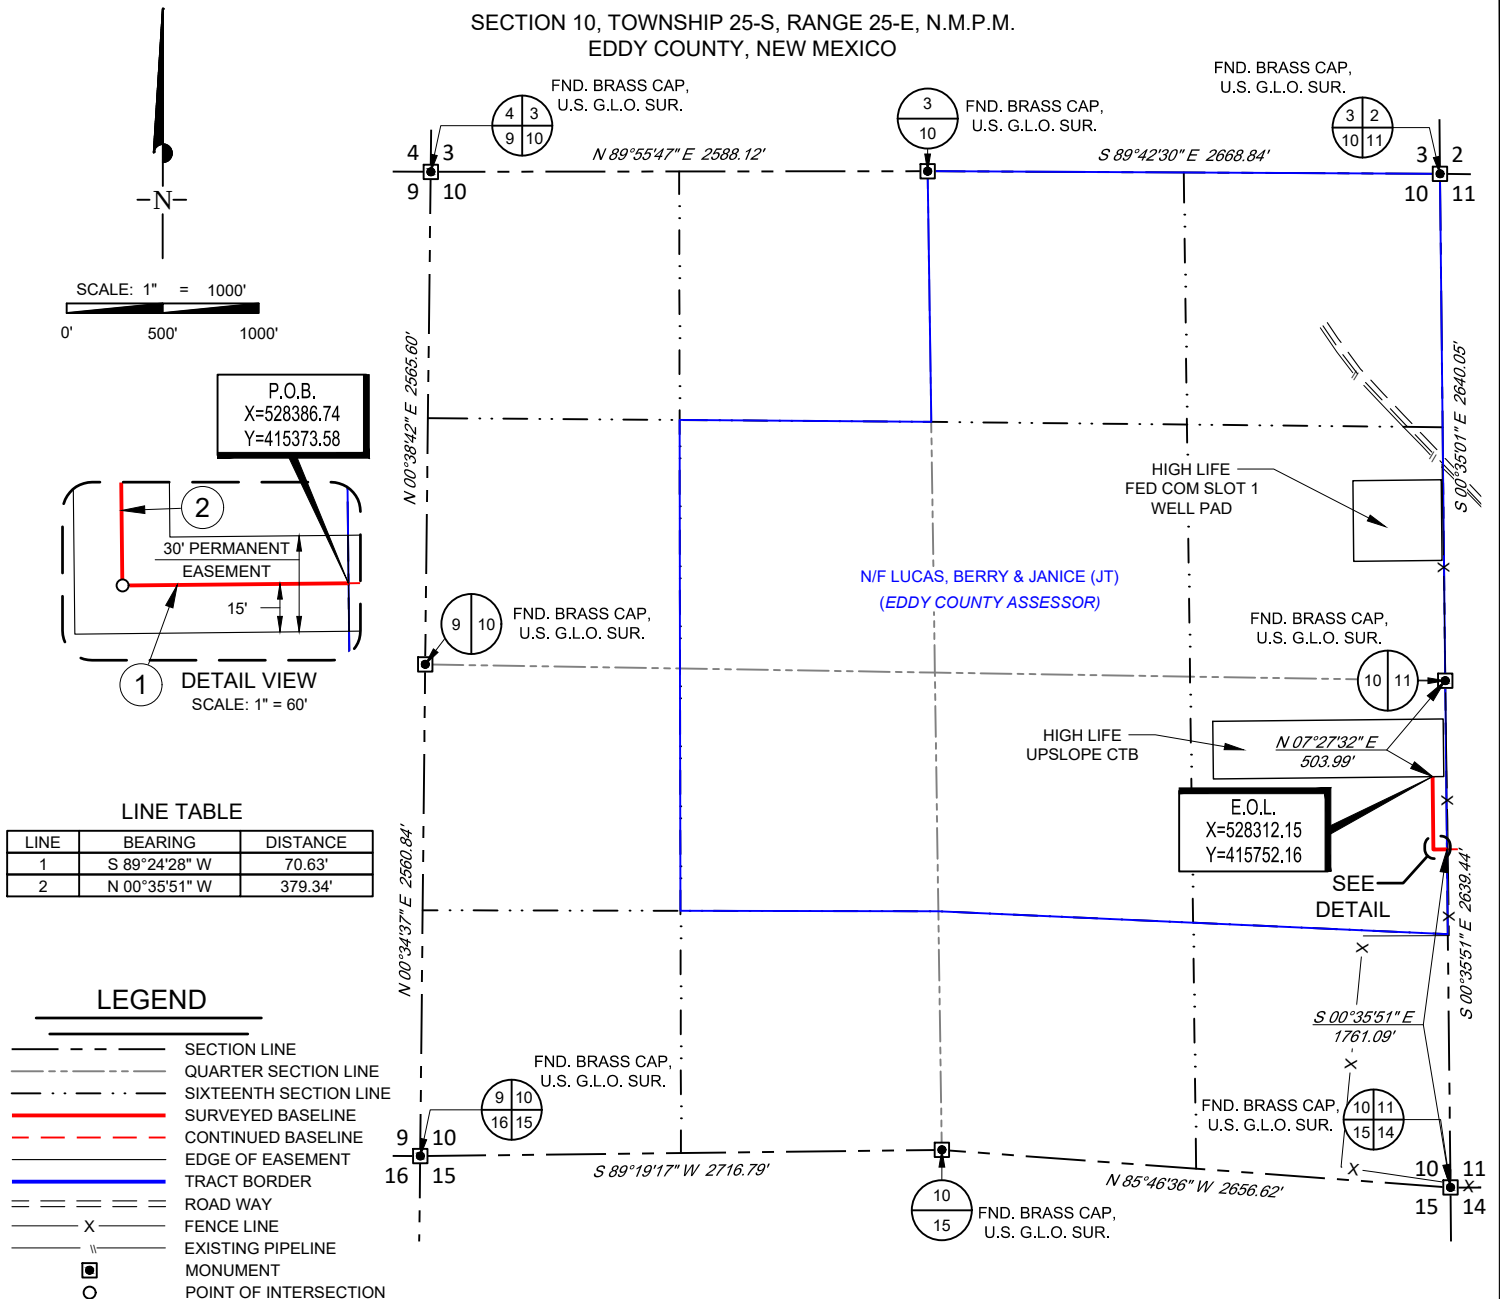 SECTION 10, TOWNSHIP 25-S, RANGE 25-E, N.M.P.M.
EDDY COUNTY, NEW MEXICO
FND. BRASS CAP,
U.S. G.L.O. SUR.
4 3
9 10
3
10
FND. BRASS CAP,
U.S. G.L.O. SUR.
FND. BRASS CAP,
U.S. G.L.O. SUR.
3 2
10 11
4 3
9 10
N 89°55'47" E 2588.12'
S 89°42'30" E 2668.84'
3 2
10 11
N
SCALE: 1" = 1000'
0' 500' 1000'
P.O.B.
X=528386.74
Y=415373.58
N 00°38'42" E 2565.60'
S 00°35'01" E 2640.05'
2
30' PERMANENT
EASEMENT
15'
1
DETAIL VIEW
SCALE: 1" = 60'
HIGH LIFE
FED COM SLOT 1
WELL PAD
X
N/F LUCAS, BERRY & JANICE (JT)
(EDDY COUNTY ASSESSOR)
9 10
FND. BRASS CAP,
U.S. G.L.O. SUR.
FND. BRASS CAP,
U.S. G.L.O. SUR.
10 11
HIGH LIFE
UPSLOPE CTB
N 07°27'32" E
503.99'
X
E.O.L.
X=528312.15
Y=415752.16
SEE
DETAIL
X
X
LINE TABLE
LINE BEARING DISTANCE
1 S 89°24'28" W 70.63'
2 N 00°35'51" W 379.34'
N 00°34'37" E 2560.84'
S 00°35'51" E 2639.44'
S 00°35'51" E
1761.09'
X
LEGEND
SECTION LINE
QUARTER SECTION LINE
SIXTEENTH SECTION LINE
SURVEYED BASELINE
CONTINUED BASELINE
EDGE OF EASEMENT
TRACT BORDER
ROAD WAY
X FENCE LINE
\\ EXISTING PIPELINE
MONUMENT
POINT OF INTERSECTION
FND. BRASS CAP,
U.S. G.L.O. SUR.
9 10
16 15
FND. BRASS CAP,
U.S. G.L.O. SUR.
10 11
15 14
9 10
16 15
S 89°19'17" W 2716.79'
N 85°46'36" W 2656.62'
X
10 11
X
15 14
10
15
FND. BRASS CAP,
U.S. G.L.O. SUR.